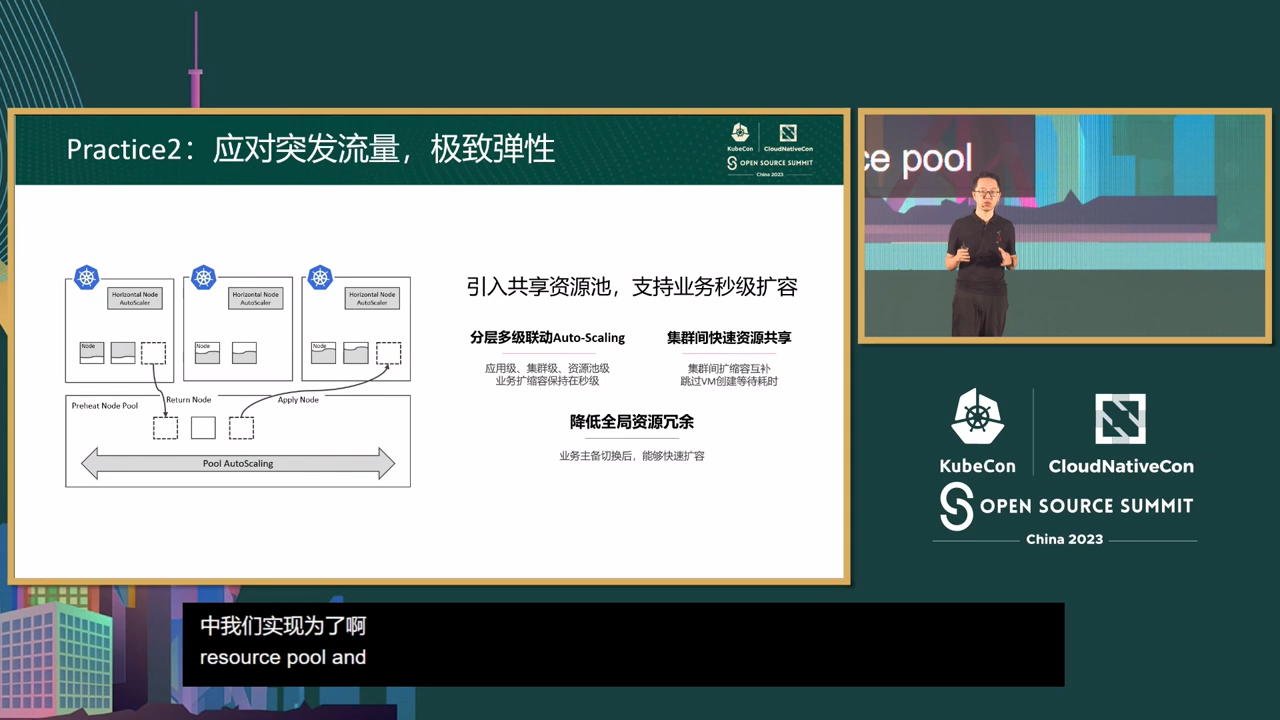 Practice2：应对突发流量，极致弹性
KubeCon
CloudNativeCon
OPEN SOURCE SUMMIT
China 2023
Horizontal Node
AutoScaler
Horizontal Node
AutoScaler
Horizontal Node
AutoScaler
Node
Node
Node
Preheat Node Pool
Return Node
Apply Node
Pool AutoScaling
引入共享资源池，支持业务秒级扩容
分层多级联动Auto-Scaling
应用级、集群级、资源池级
业务扩缩容保持在秒级
集群间快速资源共享
集群间扩缩容互补
跳过VM创建等待耗时
降低全局资源冗余
业务主备切换后，能够快速扩容
ce pool
KubeCon
CloudNativeCon
OPEN SOURCE SUMMIT
China 2023
中我们实现为了啊
resource pool and